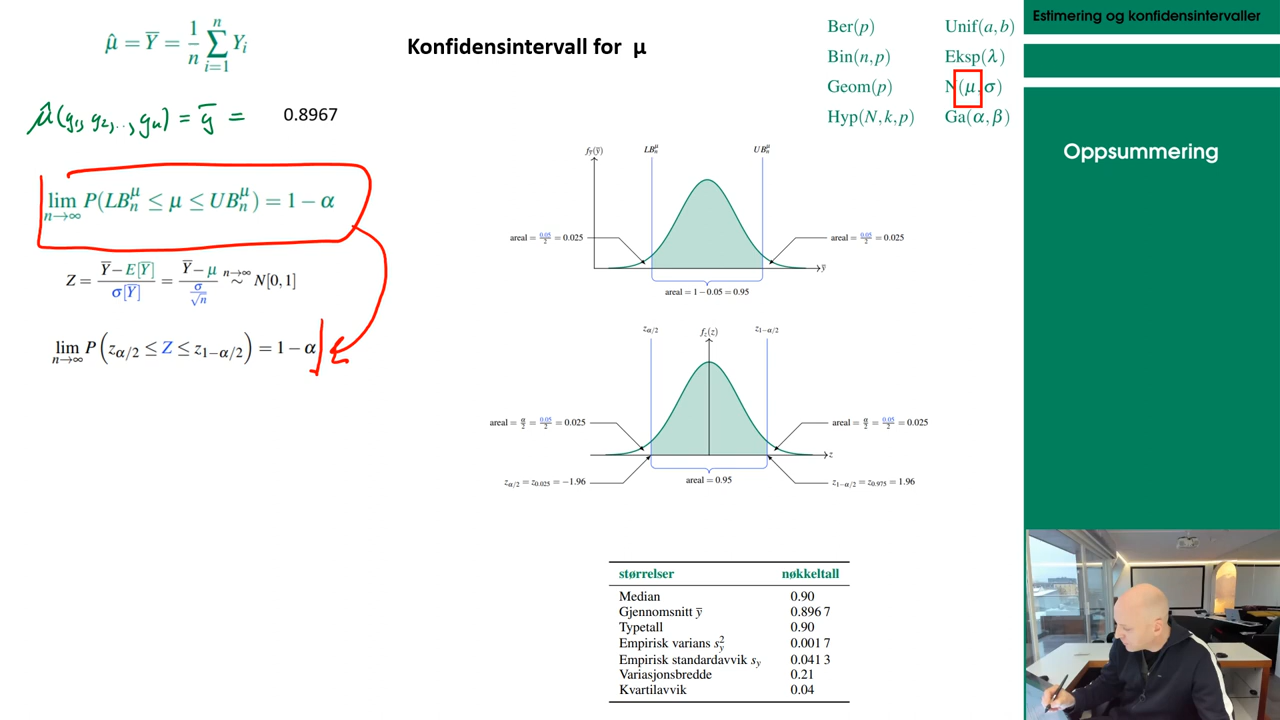 Estimering og konfidensintervaller
Oppsummering
Konfidensintervall for μ
μ̂ = Y̅ = 1/n ∑_{i=1}^{n} Y_i
μ̂(y₁, y₂, .., yₙ) = y̅ = 0.8967
lim_{n→∞} P(LB_n^μ ≤ μ ≤ UB_n^μ) = 1 − α
Z = (Y̅ − E[Y̅])/σ[Y̅] = (Y̅ − μ)/(σ/√n) ~^{n→∞} N[0,1]
lim_{n→∞} P(z_{α/2} ≤ Z ≤ z_{1−α/2}) = 1 − α
Ber(p) Unif(a,b)
Bin(n,p) Eksp(λ)
Geom(p) N(μ,σ)
Hyp(N,k,p) Ga(α,β)
f_Y̅(y̅) LB_n^μ UB_n^μ
areal = 0.05/2 = 0.025 areal = 0.05/2 = 0.025
y̅
areal = 1 − 0.05 = 0.95
z_{α/2} f_z(z) z_{1−α/2}
areal = α/2 = 0.05/2 = 0.025 areal = α/2 = 0.05/2 = 0.025
z
z_{α/2} = z_{0.025} = −1.96 areal = 0.95 z_{1−α/2} = z_{0.975} = 1.96
størrelser nøkkeltall
Median 0.90
Gjennomsnitt y̅ 0.896 7
Typetall 0.90
Empirisk varians s_y² 0.001 7
Empirisk standardavvik s_y 0.041 3
Variasjonsbredde 0.21
Kvartilavvik 0.04